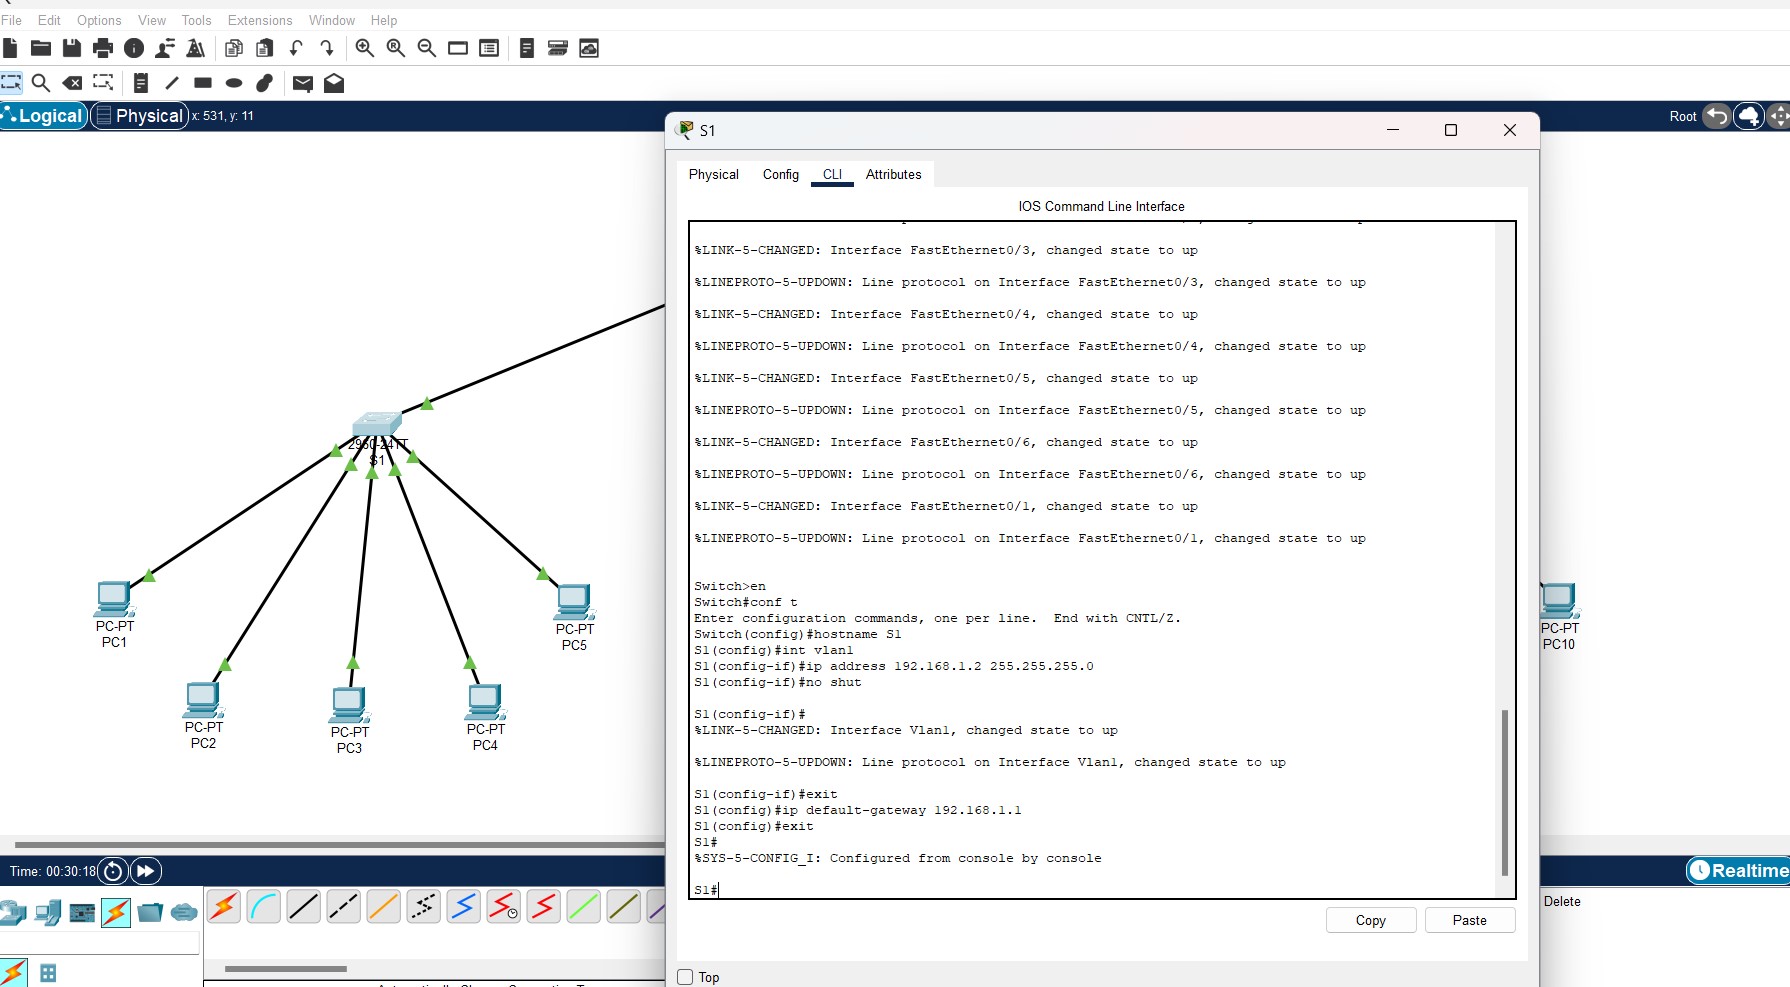 File Edit Options View Tools Extensions Window Help
Logical Physical x: 531, y: 11
Root
S1
Physical Config CLI Attributes
IOS Command Line Interface
%LINK-5-CHANGED: Interface FastEthernet0/3, changed state to up
%LINEPROTO-5-UPDOWN: Line protocol on Interface FastEthernet0/3, changed state to up
%LINK-5-CHANGED: Interface FastEthernet0/4, changed state to up
%LINEPROTO-5-UPDOWN: Line protocol on Interface FastEthernet0/4, changed state to up
%LINK-5-CHANGED: Interface FastEthernet0/5, changed state to up
%LINEPROTO-5-UPDOWN: Line protocol on Interface FastEthernet0/5, changed state to up
%LINK-5-CHANGED: Interface FastEthernet0/6, changed state to up
%LINEPROTO-5-UPDOWN: Line protocol on Interface FastEthernet0/6, changed state to up
%LINK-5-CHANGED: Interface FastEthernet0/1, changed state to up
%LINEPROTO-5-UPDOWN: Line protocol on Interface FastEthernet0/1, changed state to up
Switch>en
Switch#conf t
Enter configuration commands, one per line. End with CNTL/Z.
Switch(config)#hostname S1
S1(config)#int vlan1
S1(config-if)#ip address 192.168.1.2 255.255.255.0
S1(config-if)#no shut
S1(config-if)#
%LINK-5-CHANGED: Interface Vlan1, changed state to up
%LINEPROTO-5-UPDOWN: Line protocol on Interface Vlan1, changed state to up
S1(config-if)#exit
S1(config)#ip default-gateway 192.168.1.1
S1(config)#exit
S1#
%SYS-5-CONFIG_I: Configured from console by console
S1#
Copy Paste
Top
2960-24TT
S1
PC-PT
PC1
PC-PT
PC2
PC-PT
PC3
PC-PT
PC4
PC-PT
PC5
PC-PT
PC10
Time: 00:30:18
Realtime
Delete